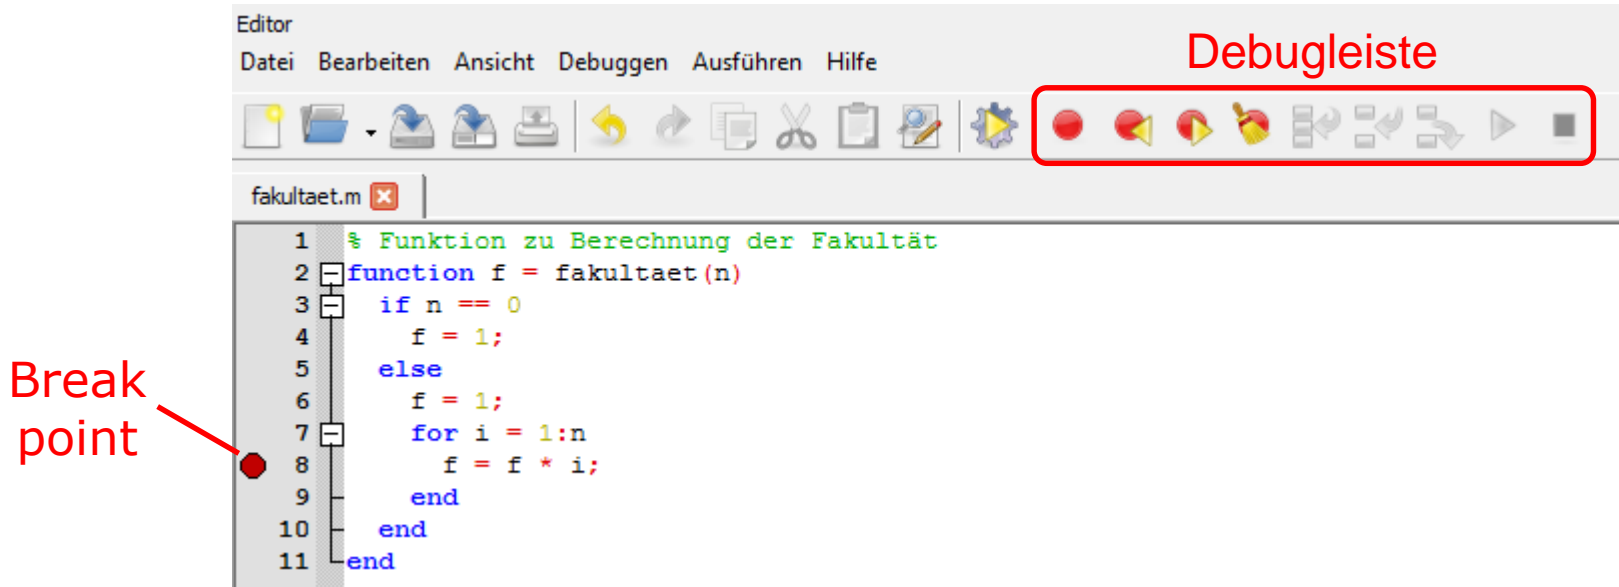 Editor
Datei Bearbeiten Ansicht Debuggen Ausführen Hilfe
Debugleiste
fakultaet.m
1 % Funktion zu Berechnung der Fakultät
2 function f = fakultaet(n)
3 if n == 0
4 f = 1;
5 else
6 f = 1;
7 for i = 1:n
8 f = f * i;
9 end
10 end
11 end
Break
point